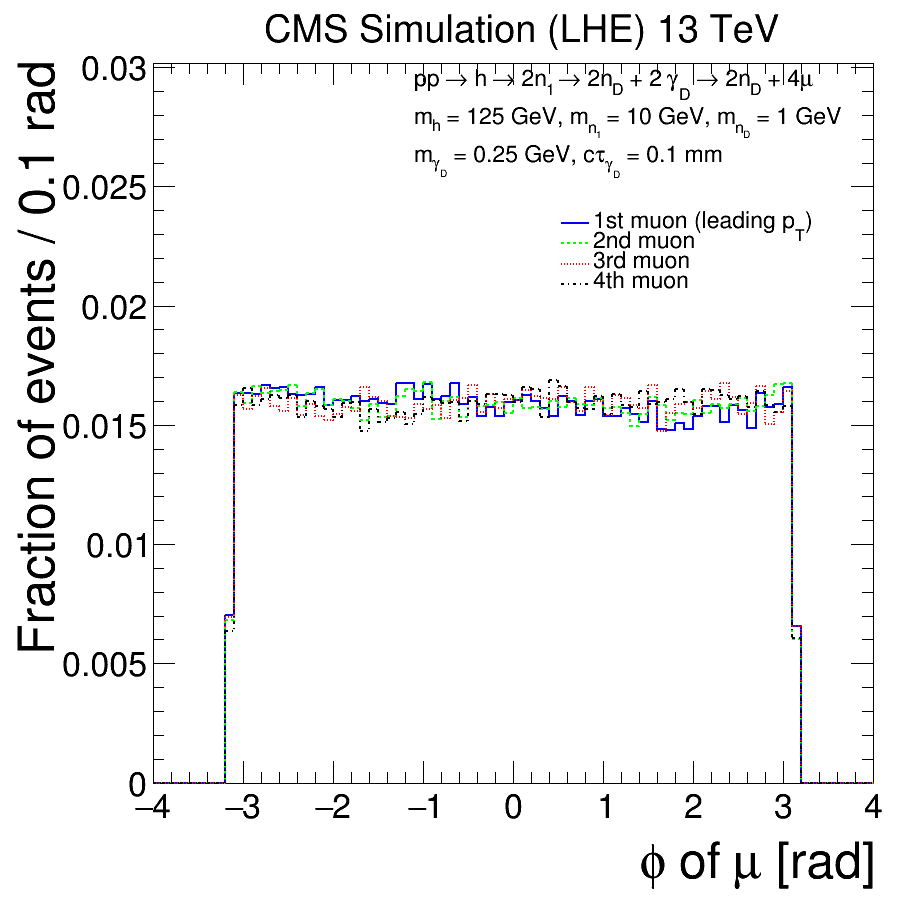 CMS Simulation (LHE) 13 TeV
pp → h → 2n1 → 2nD + 2 γD → 2nD + 4μ
mh = 125 GeV, mn1 = 10 GeV, mnD = 1 GeV
mγD = 0.25 GeV, cτγD = 0.1 mm
1st muon (leading pT)
2nd muon
3rd muon
4th muon
Fraction of events / 0.1 rad
0.03
0.025
0.02
0.015
0.01
0.005
0
−4 −3 −2 −1 0 1 2 3 4
ϕ of μ [rad]